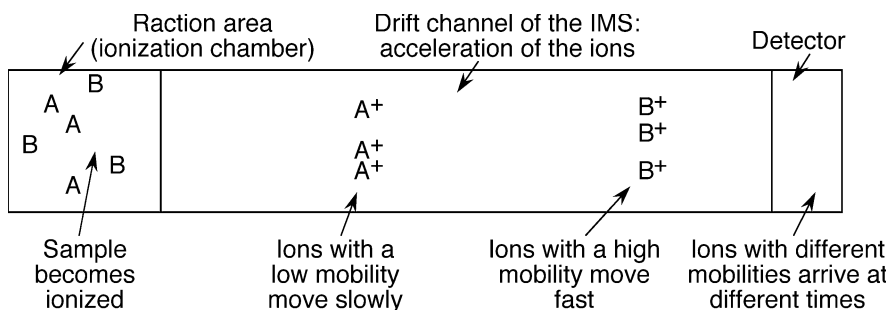 Raction area
(ionization chamber)
Drift channel of the IMS:
acceleration of the ions
Detector
B
A
A
B
B
A
A+
A+
A+
B+
B+
B+
Sample
becomes
ionized
Ions with a
low mobility
move slowly
Ions with a high
mobility move
fast
Ions with different
mobilities arrive at
different times